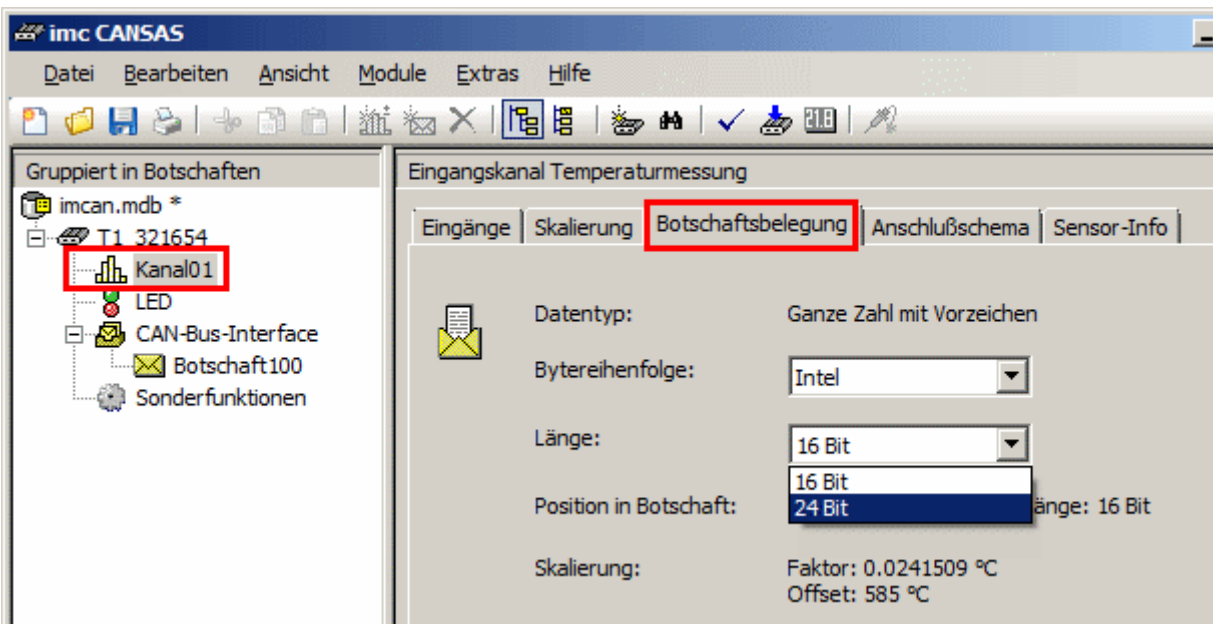 imc CANSAS
Datei Bearbeiten Ansicht Module Extras Hilfe
21.8
Gruppiert in Botschaften
imcan.mdb *
T1_321654
Kanal01
LED
CAN-Bus-Interface
Botschaft100
Sonderfunktionen
Eingangskanal Temperaturmessung
Eingänge Skalierung Botschaftsbelegung Anschlußschema Sensor-Info
Datentyp: Ganze Zahl mit Vorzeichen
Bytereihenfolge: Intel
Länge: 16 Bit
16 Bit
24 Bit
Position in Botschaft: änge: 16 Bit
Skalierung: Faktor: 0.0241509 °C
Offset: 585 °C